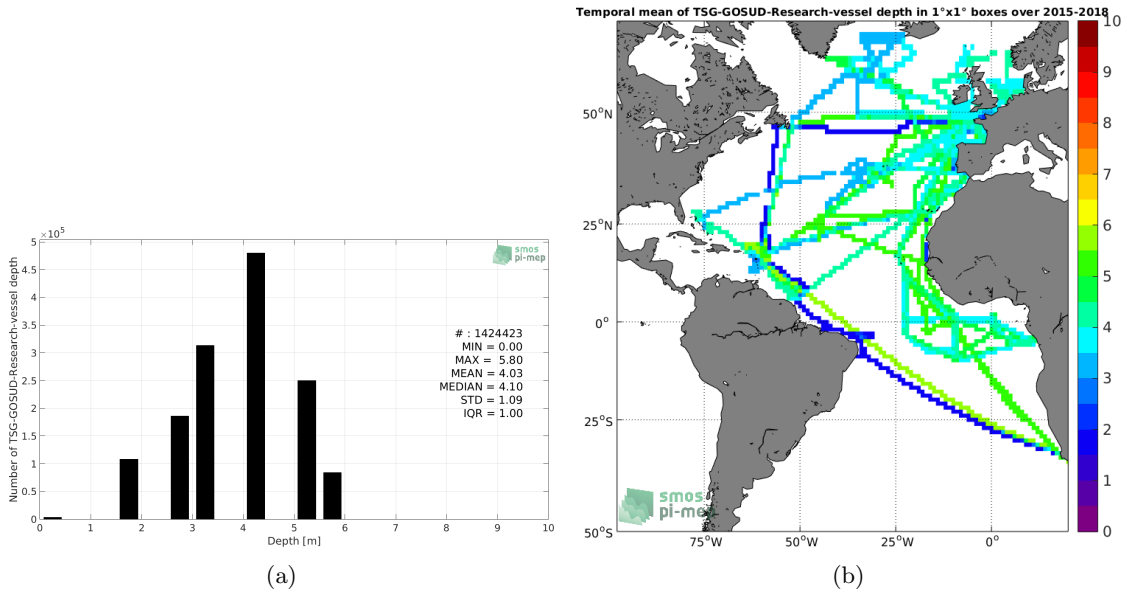 Temporal mean of TSG-GOSUD-Research-vessel depth in 1°x1° boxes over 2015-2018
×10⁵
5
4.5
4
3.5
3
2.5
2
1.5
1
0.5
0
Number of TSG-GOSUD-Research-vessel depth
smos
pi-mep
# : 1424423
MIN = 0.00
MAX = 5.80
MEAN = 4.03
MEDIAN = 4.10
STD = 1.09
IQR = 1.00
0 1 2 3 4 5 6 7 8 9 10
Depth [m]
(a)
50°N
25°N
0°
25°S
50°S
75°W 50°W 25°W 0°
smos
pi-mep
10
9
8
7
6
5
4
3
2
1
0
(b)